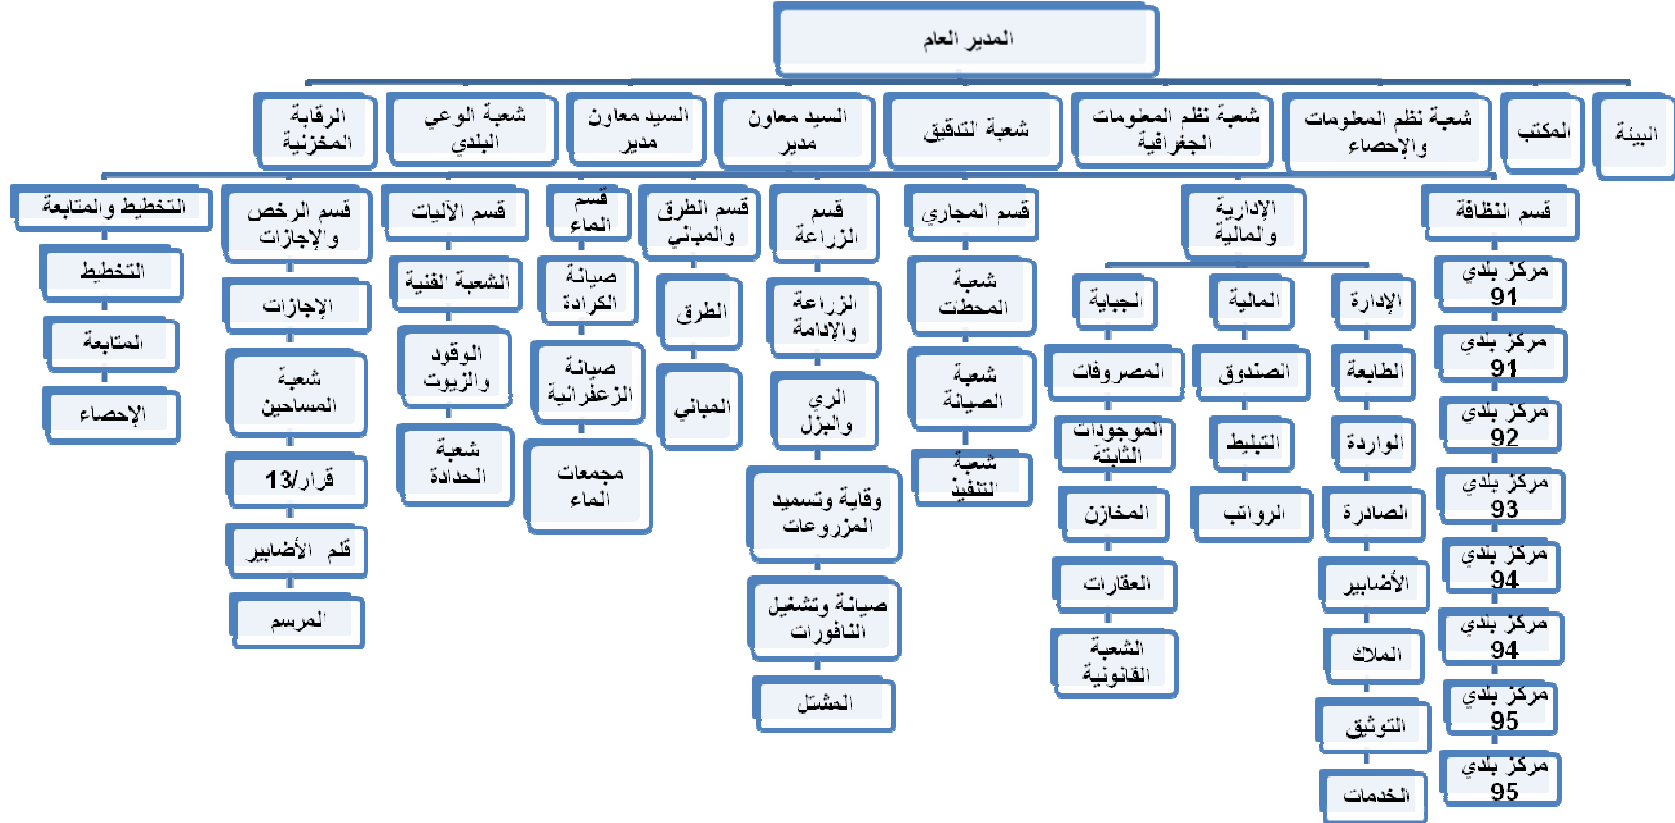 المدير العام
البيئة
المكتب
شعبة نظم المعلومات
والإحصاء
شعبة نظم المعلومات
الجغرافية
شعبة التدقيق
السيد معاون
مدير
السيد معاون
مدير
شعبة الوعي
البلدي
الرقابة
المخزنية
قسم النظافة
مركز بلدي
91
مركز بلدي
91
مركز بلدي
92
مركز بلدي
93
مركز بلدي
94
مركز بلدي
94
مركز بلدي
95
مركز بلدي
95
الإدارية
والمالية
الإدارة
الطابعة
الواردة
الصادرة
الأضابير
الملاك
التوثيق
الخدمات
المالية
الصندوق
التبليط
الرواتب
الجباية
المصروفات
الموجودات
الثابتة
المخازن
العقارات
الشعبة
القانونية
قسم المجاري
شعبة
المحطت
شعبة
الصيانة
شعبة
التنفيذ
قسم
الزراعة
الزراعة
والإدامة
الري
والبزل
وقاية وتسميد
المزروعات
صيانة وتشغيل
النافورات
المشتل
قسم الطرق
والمباني
الطرق
المباني
قسم
الماء
صيانة
الكرادة
صيانة
الزعفرانية
مجمعات
الماء
قسم الآليات
الشعبة الفنية
الوقود
والزيوت
شعبة
الحدادة
قسم الرخص
والإجازات
الإجازات
شعبة
المساحين
قرار/13
قلم الأضابير
المرسم
التخطيط والمتابعة
التخطيط
المتابعة
الإحصاء